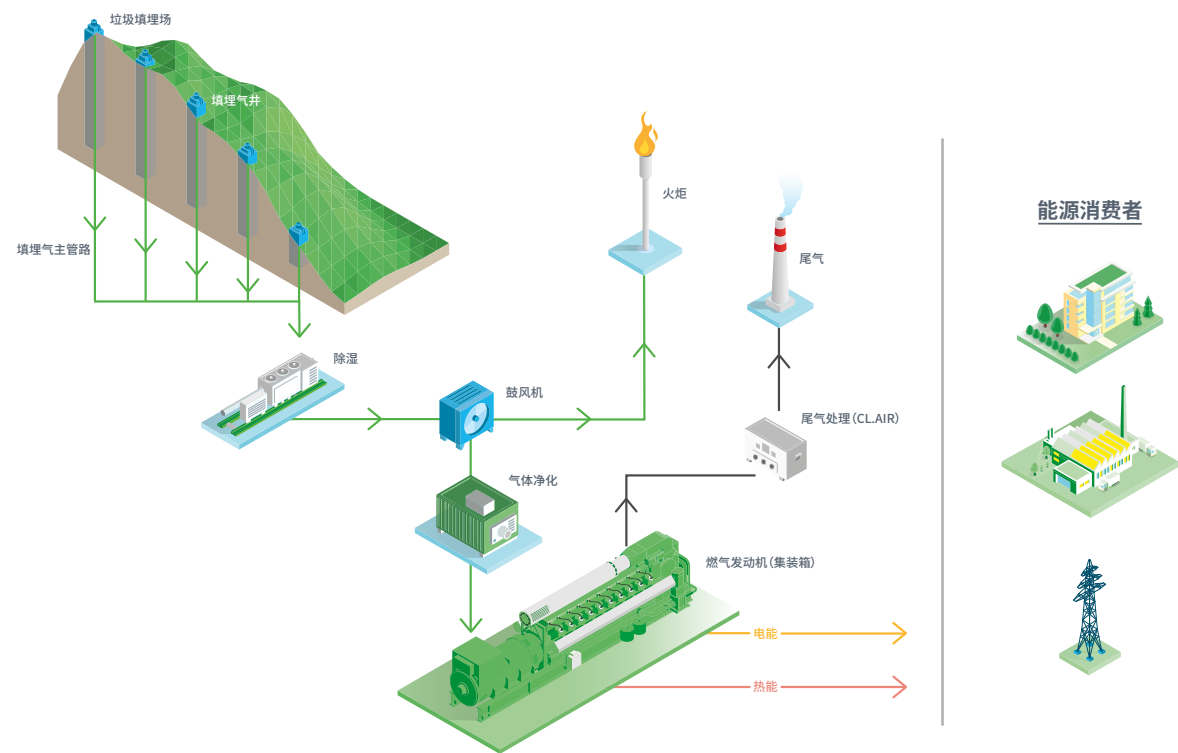 垃圾填埋场
填埋气井
填埋气主管路
火炬
能源消费者
尾气
除湿
鼓风机
尾气处理（CL.AIR）
气体净化
燃气发动机（集装箱）
电能
热能